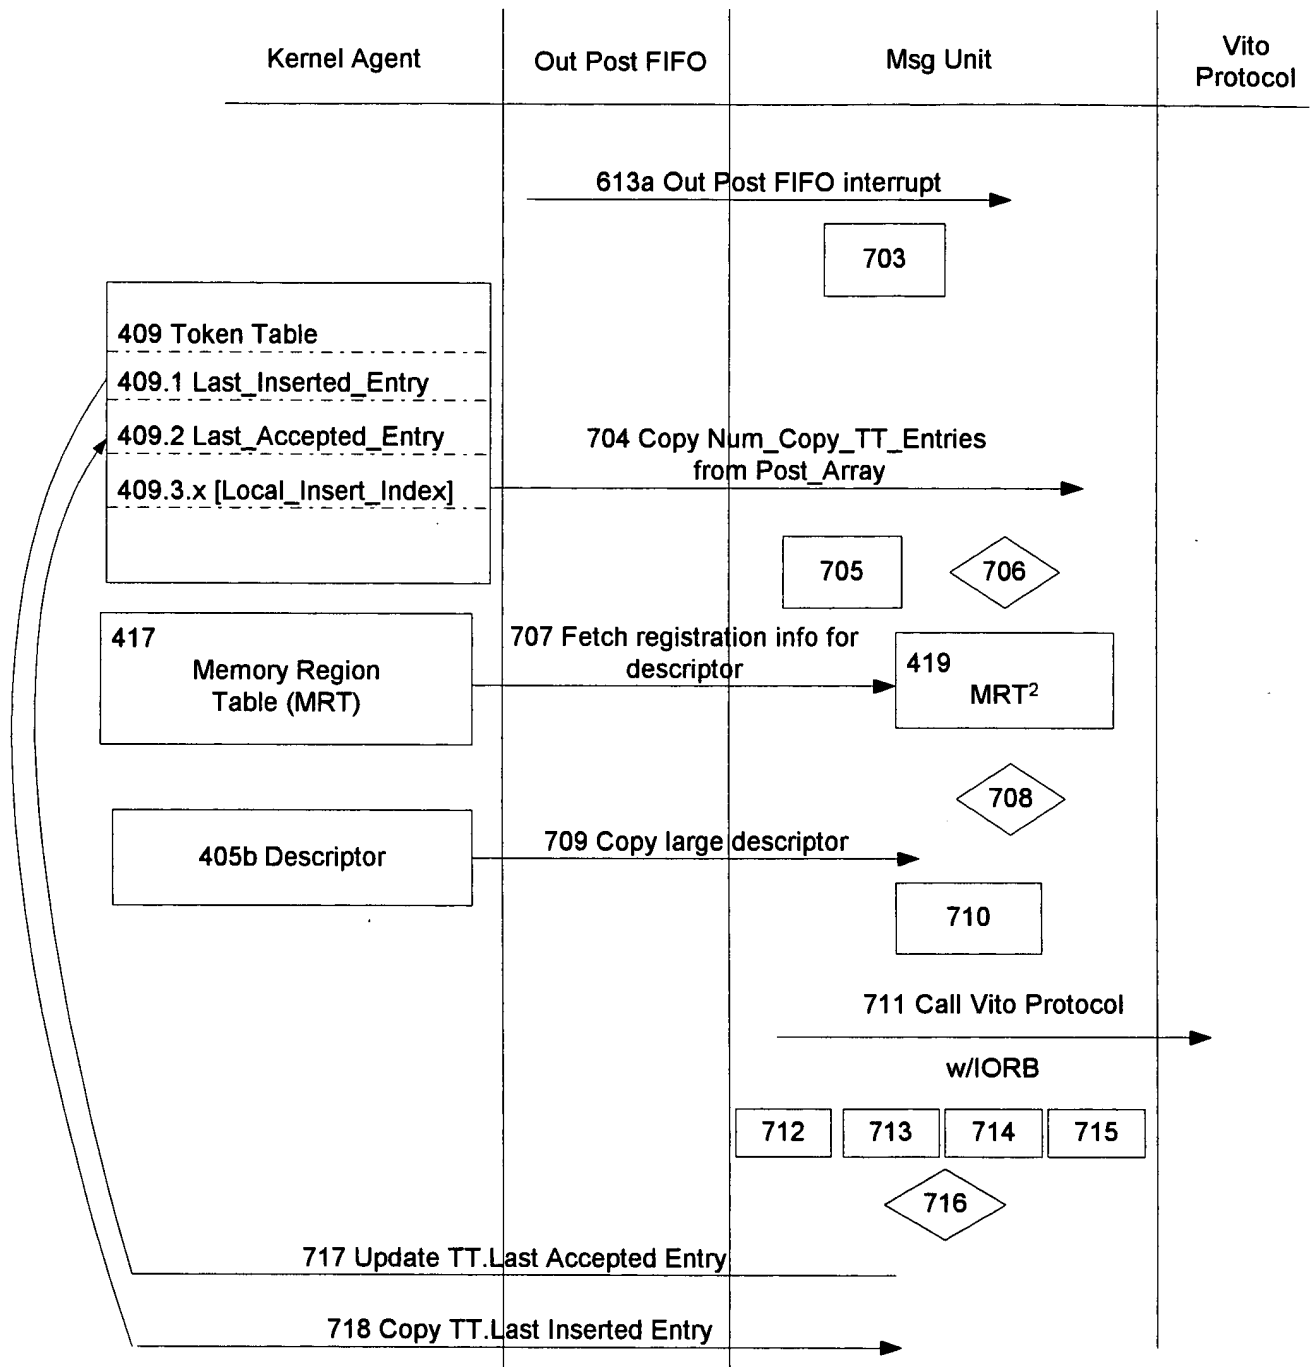 Kernel Agent
Out Post FIFO
Msg Unit
Vito
Protocol
613a Out Post FIFO interrupt
703
409 Token Table
409.1 Last_Inserted_Entry
409.2 Last_Accepted_Entry
409.3.x [Local_Insert_Index]
704 Copy Num_Copy_TT_Entries
from Post_Array
705
706
417
Memory Region
Table (MRT)
707 Fetch registration info for
descriptor
419
MRT²
708
405b Descriptor
709 Copy large descriptor
710
711 Call Vito Protocol
w/IORB
712
713
714
715
716
717 Update TT.Last Accepted Entry
718 Copy TT.Last Inserted Entry